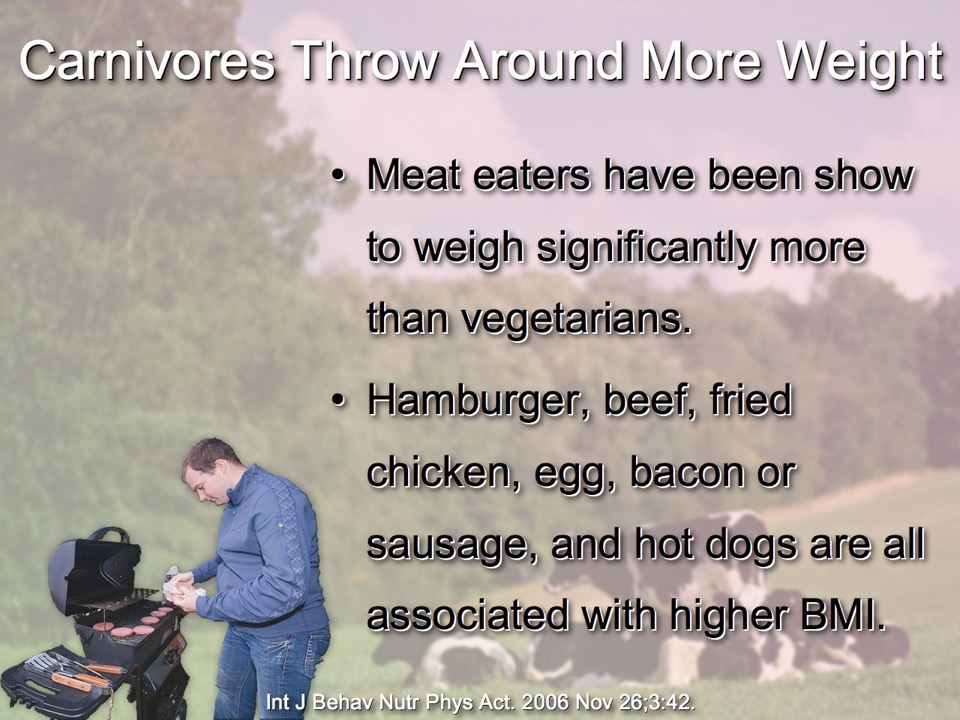 Carnivores Throw Around More Weight
• Meat eaters have been show
to weigh significantly more
than vegetarians.
• Hamburger, beef, fried
chicken, egg, bacon or
sausage, and hot dogs are all
associated with higher BMI.
Int J Behav Nutr Phys Act. 2006 Nov 26;3:42.